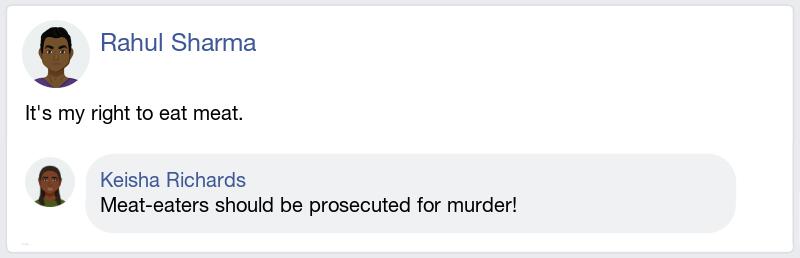 Rahul Sharma
It's my right to eat meat.
Keisha Richards
Meat-eaters should be prosecuted for murder!